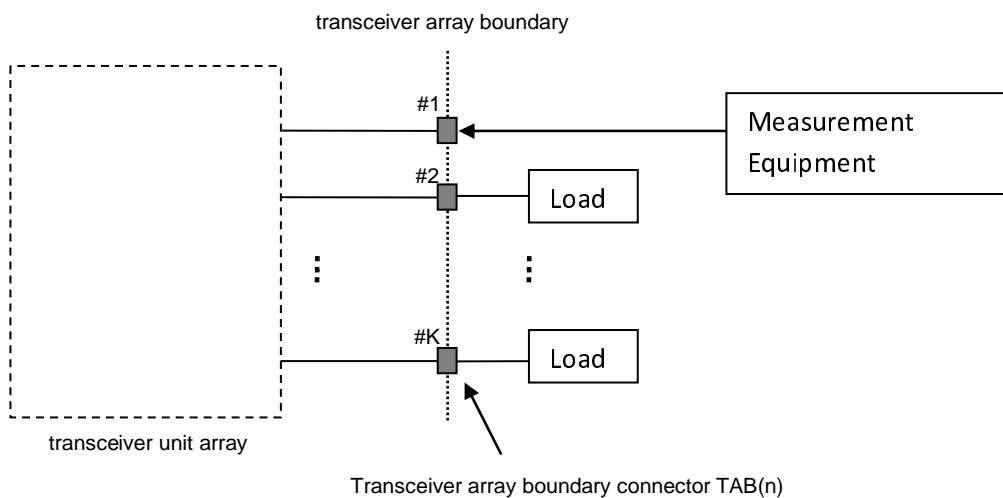 transceiver array boundary
#1
Measurement
Equipment
#2
Load
#K
Load
transceiver unit array
Transceiver array boundary connector TAB(n)